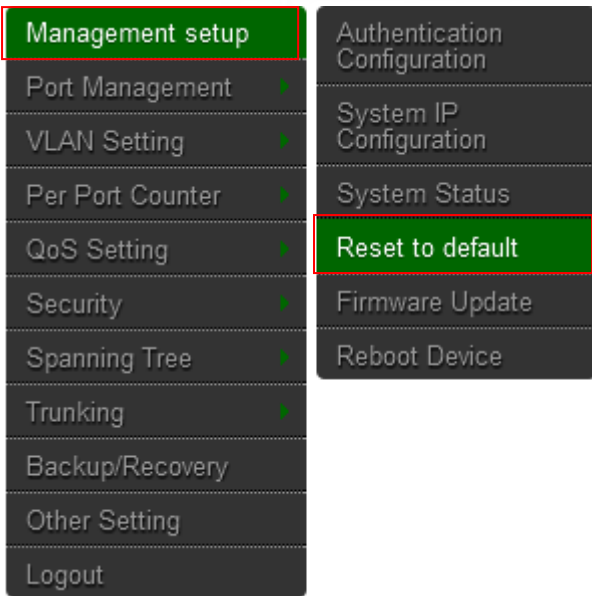 Management setup
Port Management
VLAN Setting
Per Port Counter
QoS Setting
Security
Spanning Tree
Trunking
Backup/Recovery
Other Setting
Logout
Authentication
Configuration
System IP
Configuration
System Status
Reset to default
Firmware Update
Reboot Device